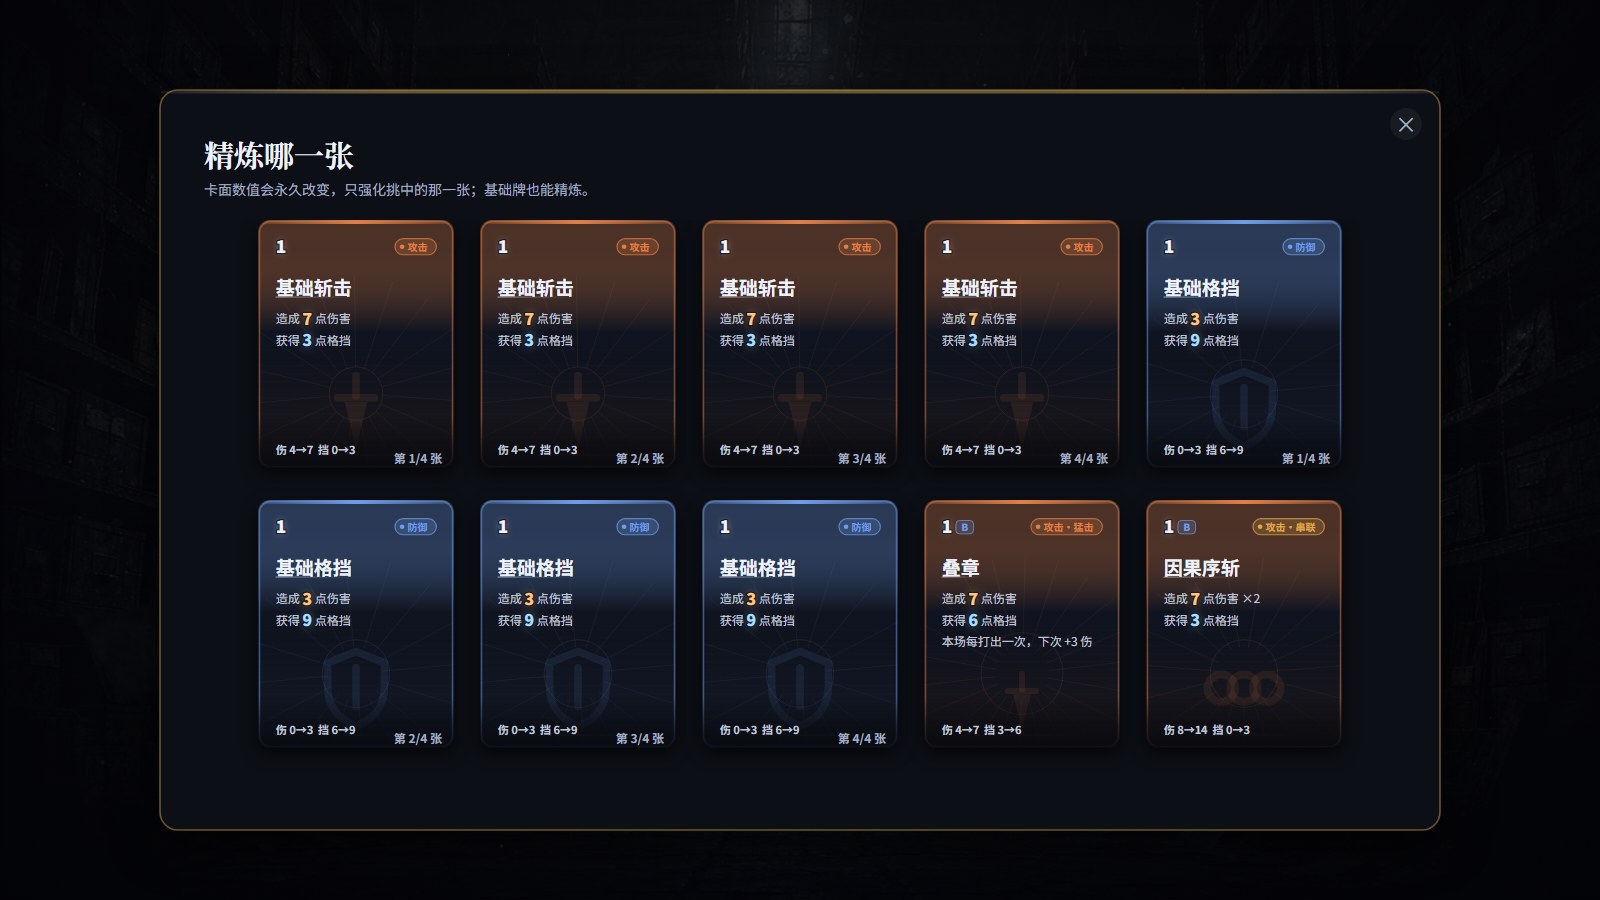 精炼哪一张
卡面数值会永久改变，只强化挑中的那一张；基础牌也能精炼。
1
攻击
基础斩击
造成 7 点伤害
获得 3 点格挡
伤 4→7 挡 0→3
第 1/4 张
1
攻击
基础斩击
造成 7 点伤害
获得 3 点格挡
伤 4→7 挡 0→3
第 2/4 张
1
攻击
基础斩击
造成 7 点伤害
获得 3 点格挡
伤 4→7 挡 0→3
第 3/4 张
1
攻击
基础斩击
造成 7 点伤害
获得 3 点格挡
伤 4→7 挡 0→3
第 4/4 张
1
防御
基础格挡
造成 3 点伤害
获得 9 点格挡
伤 0→3 挡 6→9
第 1/4 张
1
防御
基础格挡
造成 3 点伤害
获得 9 点格挡
伤 0→3 挡 6→9
第 2/4 张
1
防御
基础格挡
造成 3 点伤害
获得 9 点格挡
伤 0→3 挡 6→9
第 3/4 张
1
防御
基础格挡
造成 3 点伤害
获得 9 点格挡
伤 0→3 挡 6→9
第 4/4 张
1 B
攻击·猛击
叠章
造成 7 点伤害
获得 6 点格挡
本场每打出一次，下次 +3 伤
伤 4→7 挡 3→6
1 B
攻击·串联
因果序斩
造成 7 点伤害 ×2
获得 3 点格挡
伤 8→14 挡 0→3